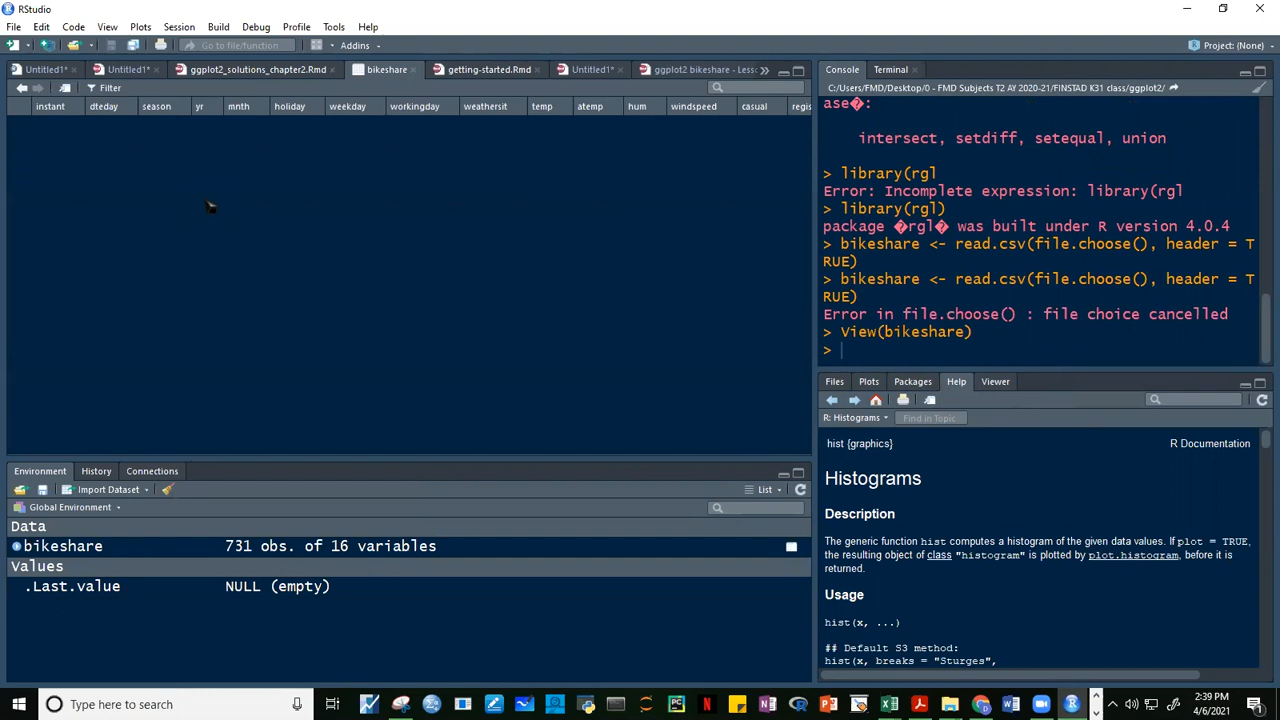 RStudio
File Edit Code View Plots Session Build Debug Profile Tools Help
Go to file/function Addins Project: (None)
Untitled1* Untitled1* ggplot2_solutions_chapter2.Rmd bikeshare getting-started.Rmd Untitled1* ggplot2 bikeshare - Less
Filter
instant dteday season yr mnth holiday weekday workingday weathersit temp atemp hum windspeed casual regis
Environment History Connections
Import Dataset List
Global Environment
Data
bikeshare 731 obs. of 16 variables
Values
.Last.value NULL (empty)
Console Terminal
C:/Users/FMD/Desktop/0 - FMD Subjects T2 AY 2020-21/FINSTAD K31 class/ggplot2/
ase�:
intersect, setdiff, setequal, union
> library(rgl
Error: Incomplete expression: library(rgl
> library(rgl)
package �rgl� was built under R version 4.0.4
> bikeshare <- read.csv(file.choose(), header = T
RUE)
> bikeshare <- read.csv(file.choose(), header = T
RUE)
Error in file.choose() : file choice cancelled
> View(bikeshare)
>
Files Plots Packages Help Viewer
R: Histograms Find in Topic
hist {graphics} R Documentation
Histograms
Description
The generic function hist computes a histogram of the given data values. If plot = TRUE,
the resulting object of class "histogram" is plotted by plot.histogram, before it is
returned.
Usage
hist(x, ...)
## Default S3 method:
hist(x, breaks = "Sturges",
Type here to search
2:39 PM
4/6/2021